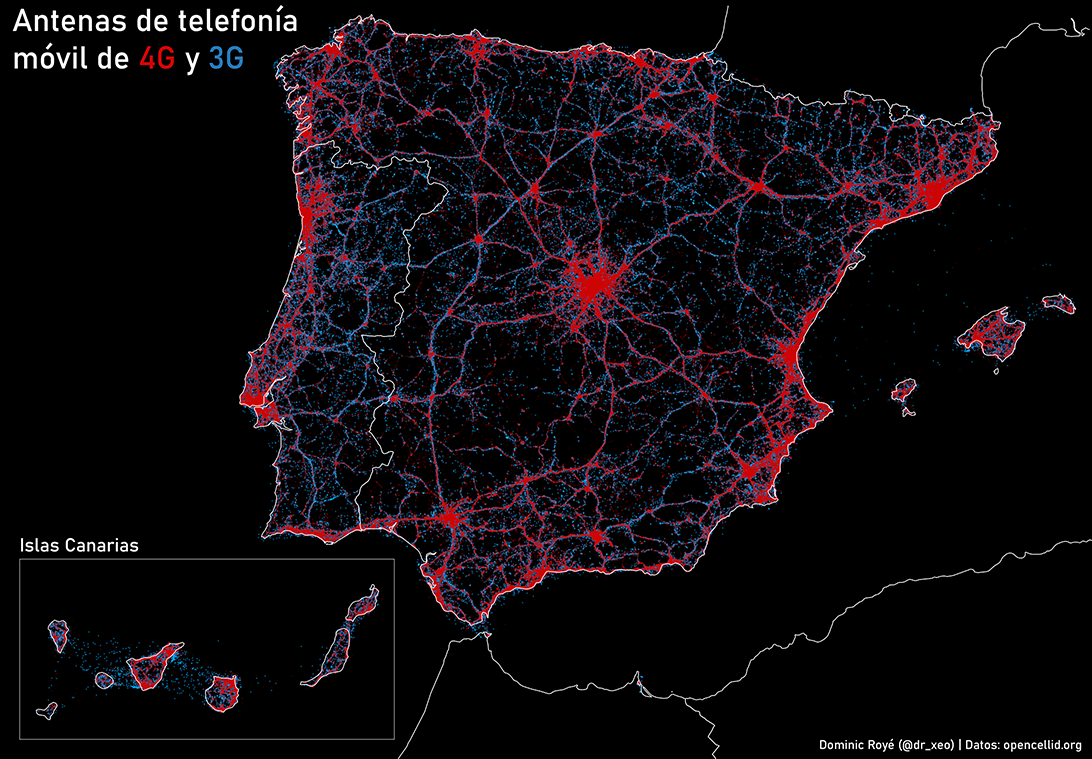 Antenas de telefonía
móvil de 4G y 3G
Islas Canarias
Dominic Royé (@dr_xeo) | Datos: opencellid.org